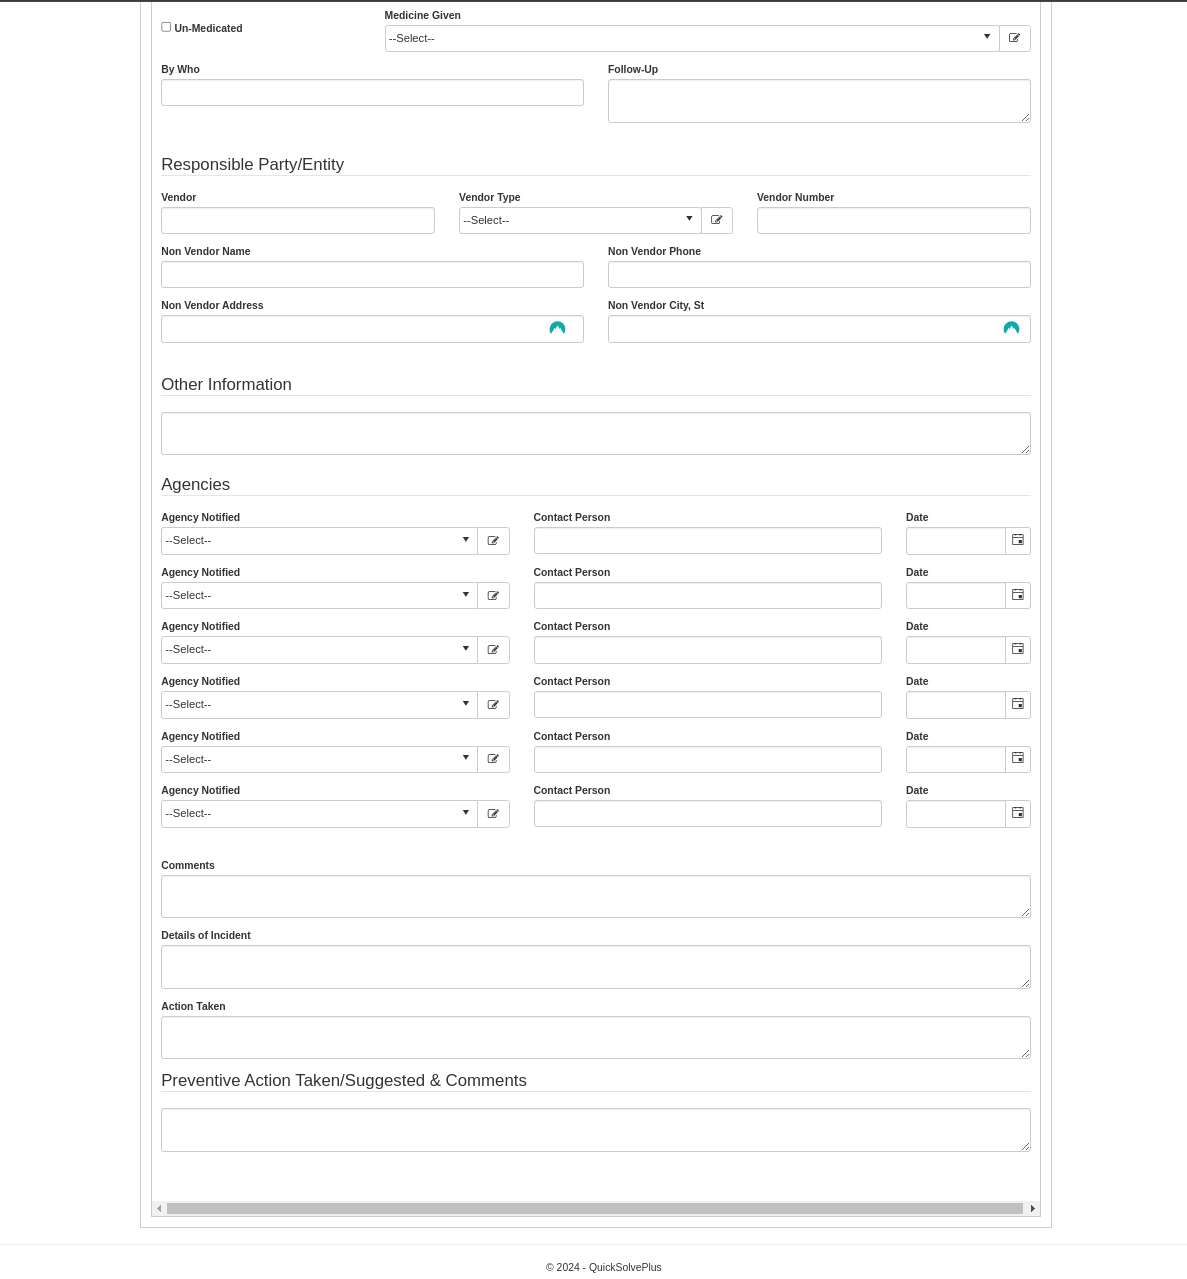 Un-Medicated
Medicine Given
--Select--
By Who
Follow-Up
Responsible Party/Entity
Vendor
Vendor Type
Vendor Number
--Select--
Non Vendor Name
Non Vendor Phone
Non Vendor Address
Non Vendor City, St
Other Information
Agencies
Agency Notified
Contact Person
Date
--Select--
Agency Notified
Contact Person
Date
--Select--
Agency Notified
Contact Person
Date
--Select--
Agency Notified
Contact Person
Date
--Select--
Agency Notified
Contact Person
Date
--Select--
Agency Notified
Contact Person
Date
--Select--
Comments
Details of Incident
Action Taken
Preventive Action Taken/Suggested & Comments
© 2024 - QuickSolvePlus